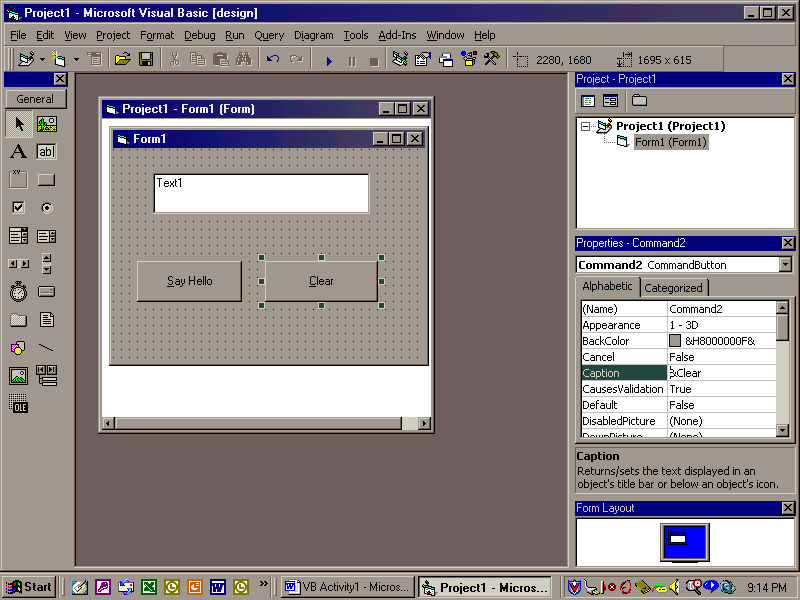 Project1 - Microsoft Visual Basic [design]
File Edit View Project Format Debug Run Query Diagram Tools Add-Ins Window Help
2280, 1680 1695 x 615
General
A ab|
xy
OLE
Project1 - Form1 (Form)
Form1
Text1
Say Hello Clear
Project - Project1
Project1 (Project1)
Form1 (Form1)
Properties - Command2
Command2 CommandButton
Alphabetic Categorized
(Name) Command2
Appearance 1 - 3D
BackColor &H8000000F&
Cancel False
Caption &Clear
CausesValidation True
Default False
DisabledPicture (None)
DownPicture (None)
Caption
Returns/sets the text displayed in an
object's title bar or below an object's icon.
Form Layout
Start VB Activity1 - Micros... Project1 - Micros... 9:14 PM